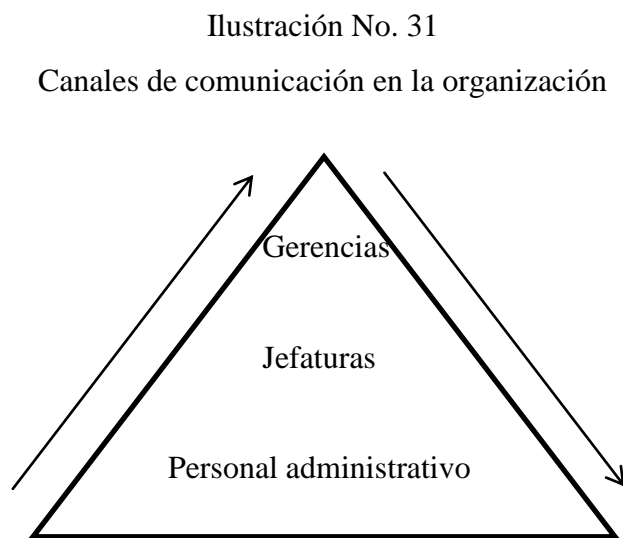 Ilustración No. 31
Canales de comunicación en la organización
Gerencias
Jefaturas
Personal administrativo